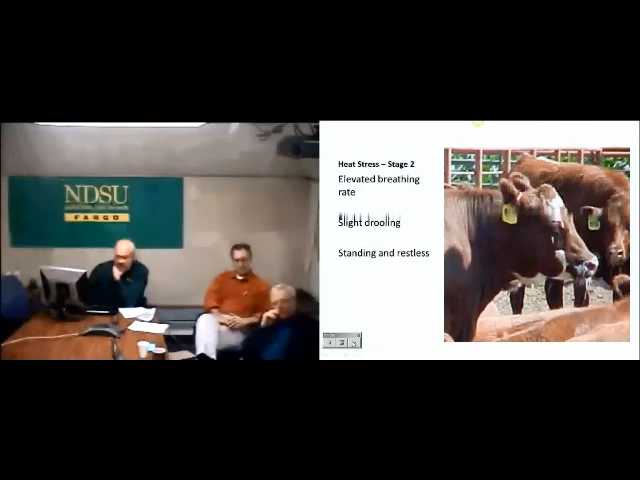 NDSU
FARGO
Heat Stress – Stage 2
Elevated breathing
rate
Slight drooling
Standing and restless